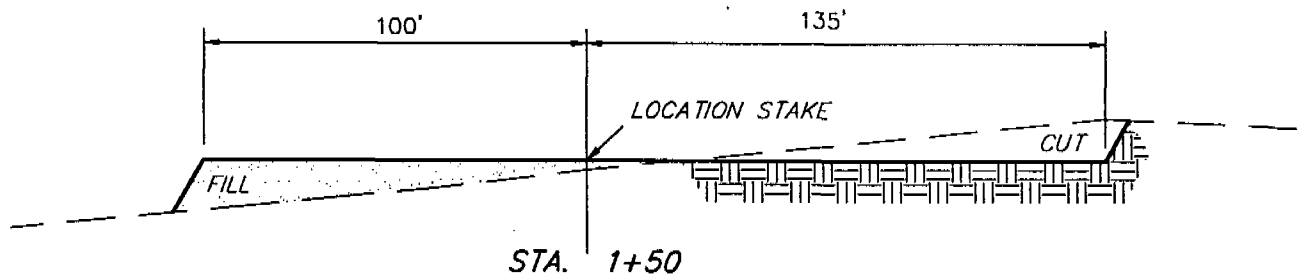 100'
135'
LOCATION STAKE
CUT
FILL
STA. 1+50